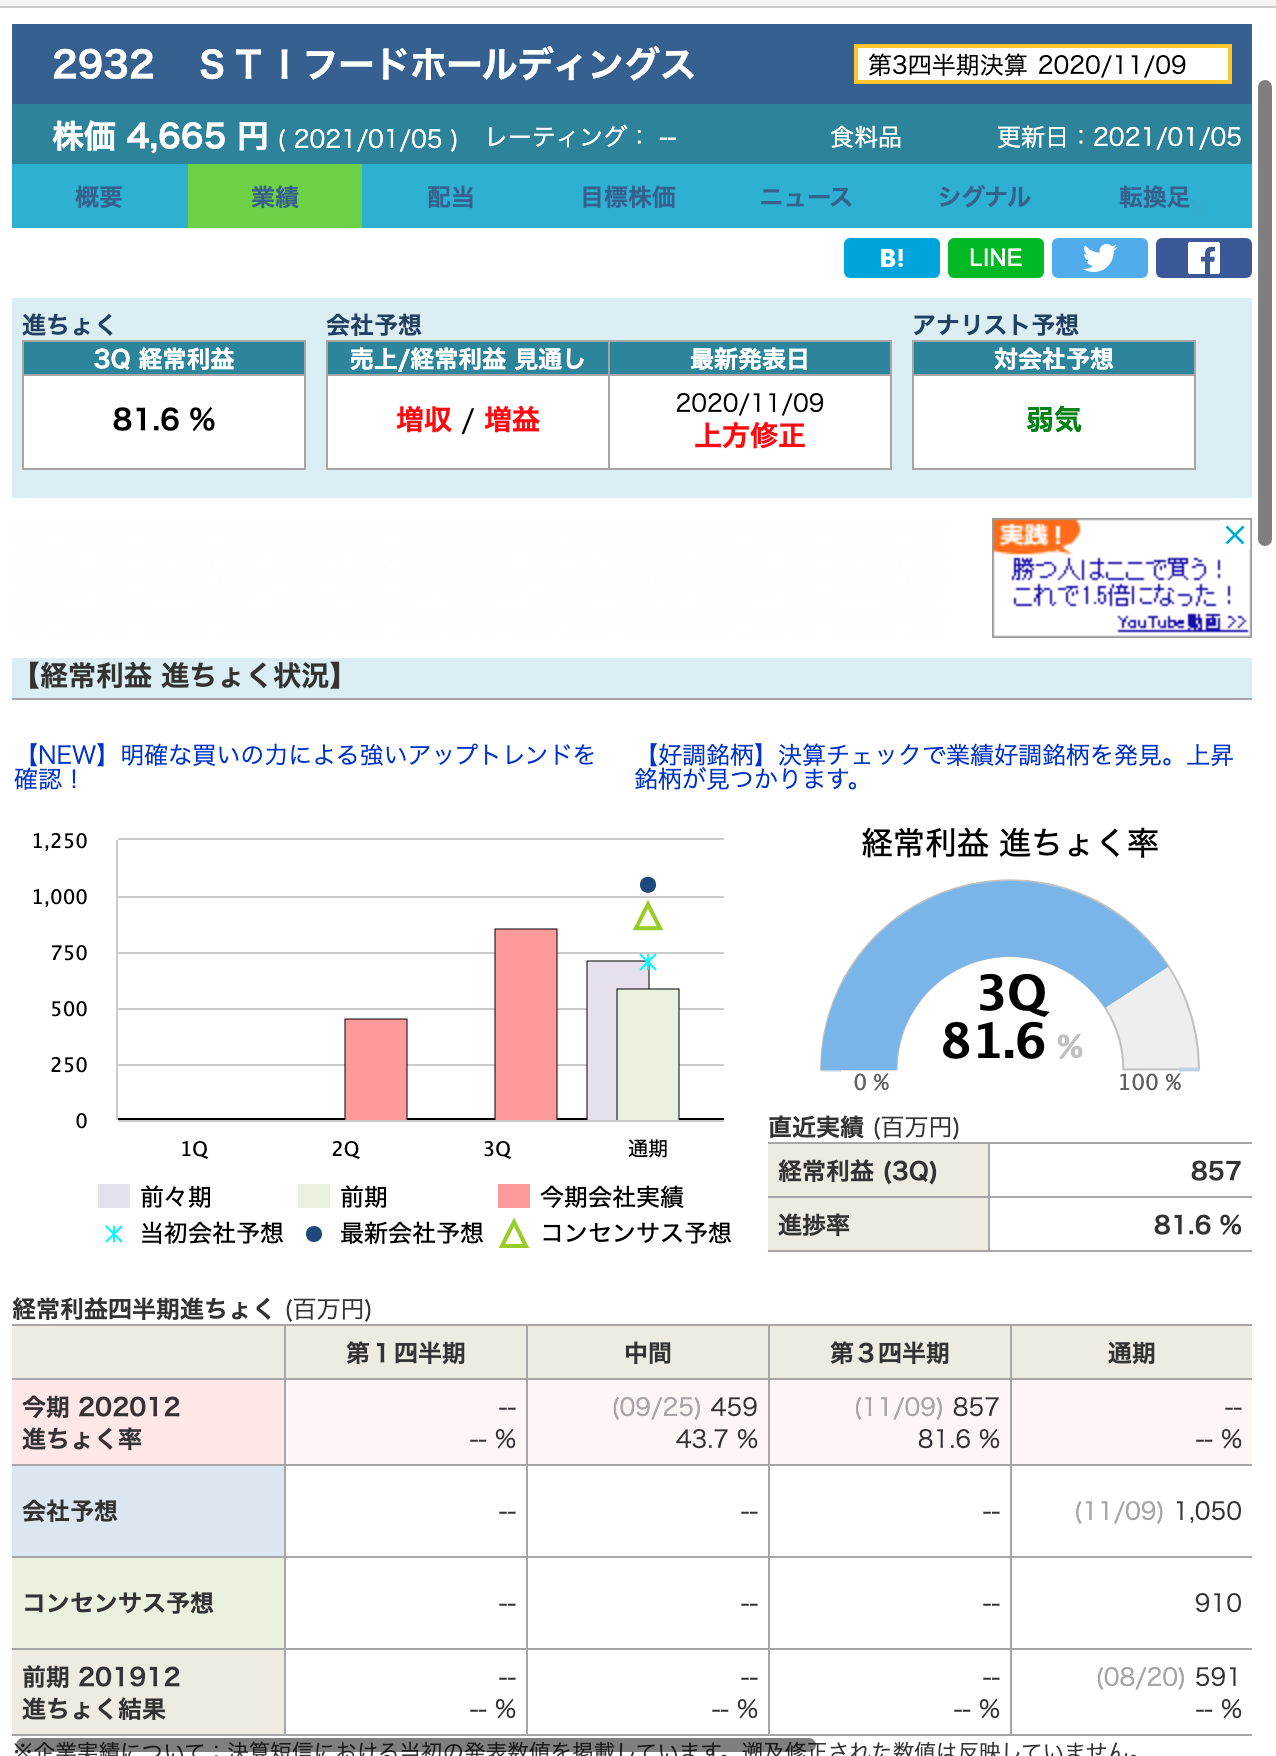 2932　ＳＴＩフードホールディングス
第3四半期決算 2020/11/09
株価 4,665 円 ( 2021/01/05 )　レーティング： --
食料品
更新日：2021/01/05
概要
業績
配当
目標株価
ニュース
シグナル
転換足
B!
LINE
進ちょく
3Q 経常利益
81.6 %
会社予想
売上/経常利益 見通し
最新発表日
増収 / 増益
2020/11/09
上方修正
アナリスト予想
対会社予想
弱気
実践！
勝つ人はここで買う！
これで1.5倍になった！
YouTube動画 >>
【経常利益 進ちょく状況】
【NEW】明確な買いの力による強いアップトレンドを
確認！
【好調銘柄】決算チェックで業績好調銘柄を発見。上昇
銘柄が見つかります。
1,250
1,000
750
500
250
0
1Q
2Q
3Q
通期
前々期
前期
今期会社実績
当初会社予想
最新会社予想
コンセンサス予想
経常利益 進ちょく率
3Q
81.6 %
0 %
100 %
直近実績 (百万円)
経常利益 (3Q) 857
進捗率 81.6 %
経常利益四半期進ちょく (百万円)
第１四半期 中間 第３四半期 通期
今期 202012 -- (09/25) 459 (11/09) 857 --
進ちょく率 -- % 43.7 % 81.6 % -- %
会社予想 -- -- -- (11/09) 1,050
コンセンサス予想 -- -- -- 910
前期 201912 -- -- -- (08/20) 591
進ちょく結果 -- % -- % -- % -- %
※企業実績について：決算短信における当初の発表数値を掲載しています。遡及修正された数値は反映していません。